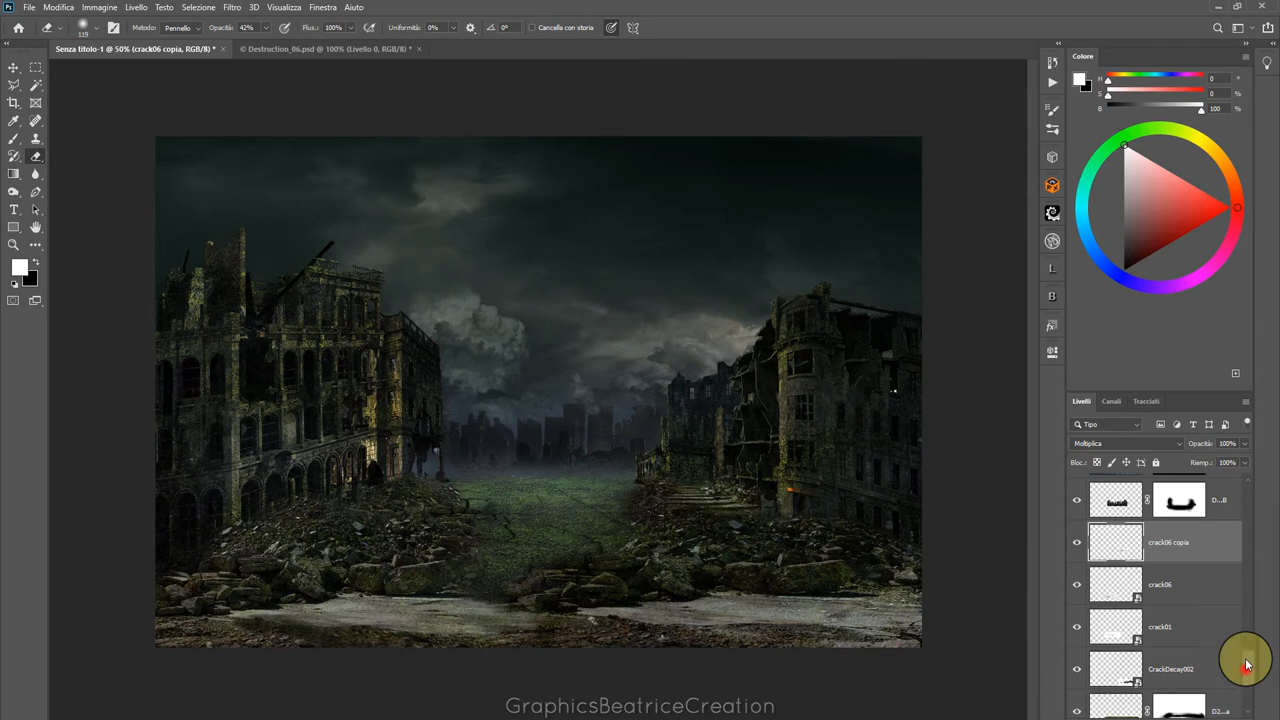 File Modifica Immagine Livello Testo Selezione Filtro 3D Visualizza Finestra Aiuto
119 Metodo: Pennello Opacità: 42% Flus.: 100% Uniformità: 0% 0° Cancella con storia
Senza titolo-1 @ 50% (crack06 copia, RGB/8) * × © Destruction_06.psd @ 100% (Livello 0, RGB/8) * ×
Colore
H 0 °
S 0 %
B 100 %
Livelli Canali Tracciati
Tipo
Moltiplica Opacità: 100%
Bloc.: Riemp.: 100%
D...B
crack06 copia
crack06
crack01
CrackDecay002
D2...a
GraphicsBeatriceCreation